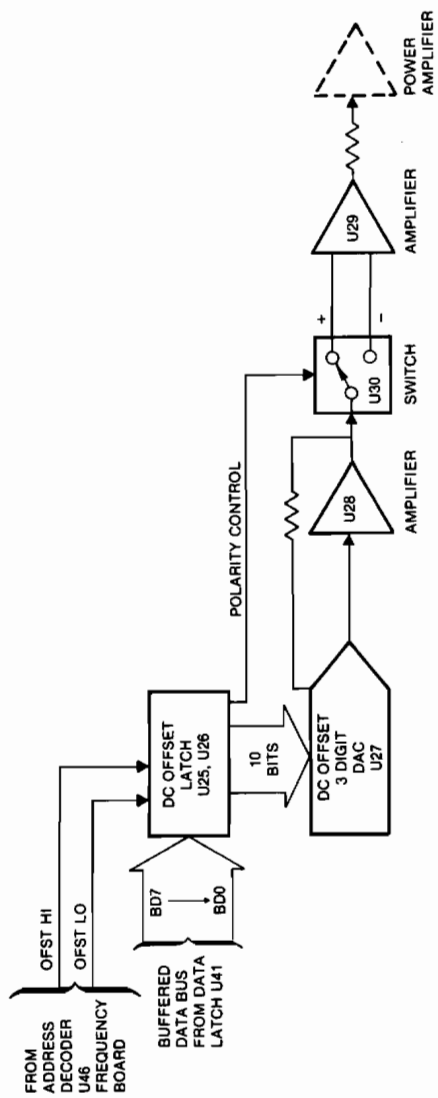 FROM
ADDRESS
DECODER
U46
FREQUENCY
BOARD
OFST HI
OFST LO
BUFFERED
DATA BUS
FROM DATA
LATCH U41
BD7
BD0
DC OFFSET
LATCH
U25, U26
POLARITY CONTROL
10
BITS
DC OFFSET
3 DIGIT
DAC
U27
U28
AMPLIFIER
U30
SWITCH
+
-
U29
AMPLIFIER
POWER
AMPLIFIER